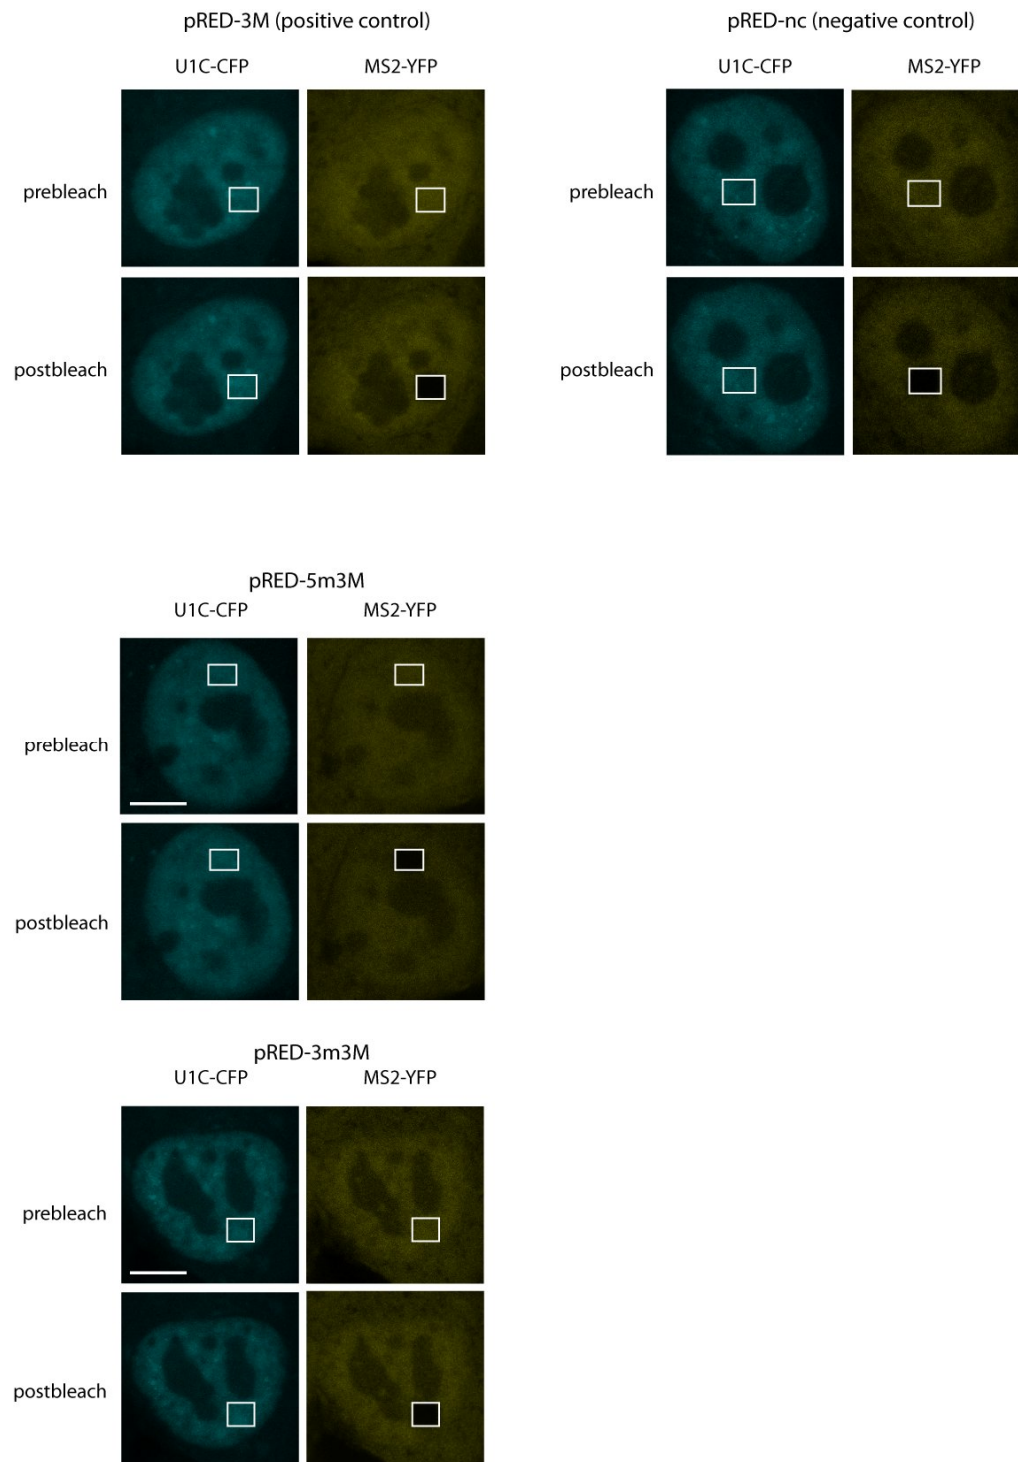 pRED-3M (positive control)
U1C-CFP MS2-YFP
prebleach
postbleach
pRED-nc (negative control)
U1C-CFP MS2-YFP
prebleach
postbleach
pRED-5m3M
U1C-CFP MS2-YFP
prebleach
postbleach
pRED-3m3M
U1C-CFP MS2-YFP
prebleach
postbleach